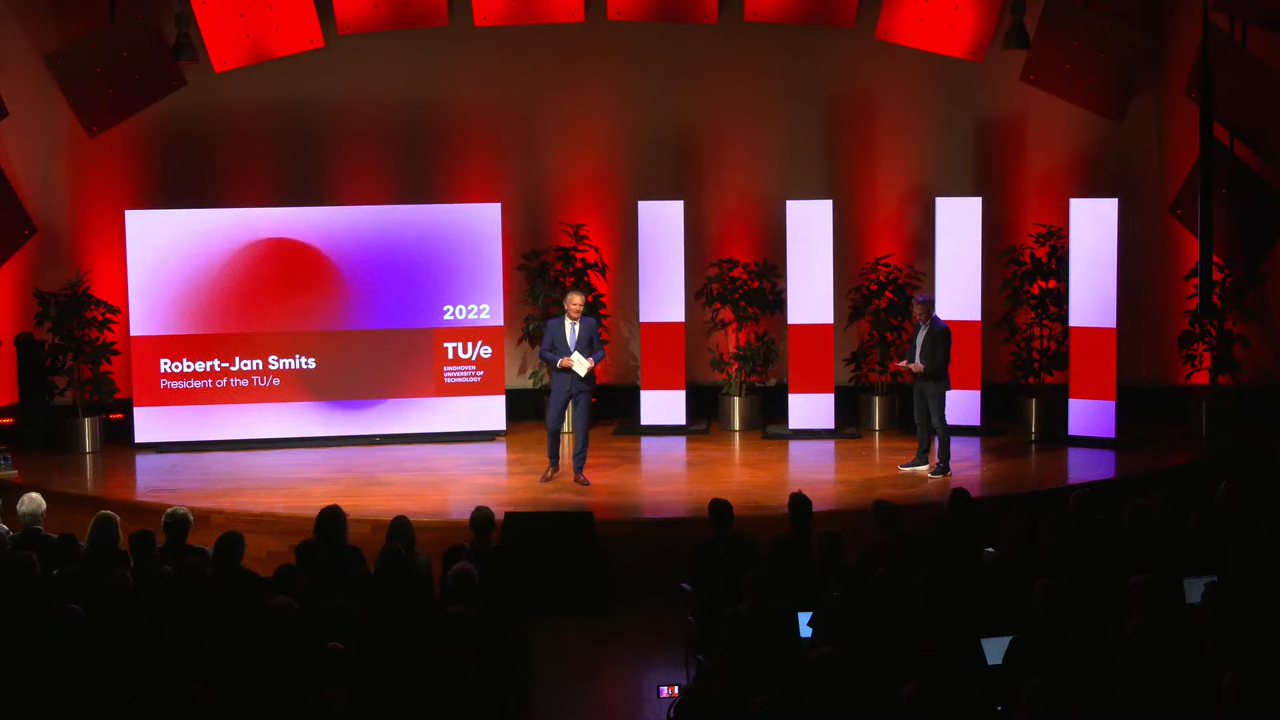 2022
Robert-Jan Smits
President of the TU/e
TU/e
EINDHOVEN
UNIVERSITY OF
TECHNOLOGY